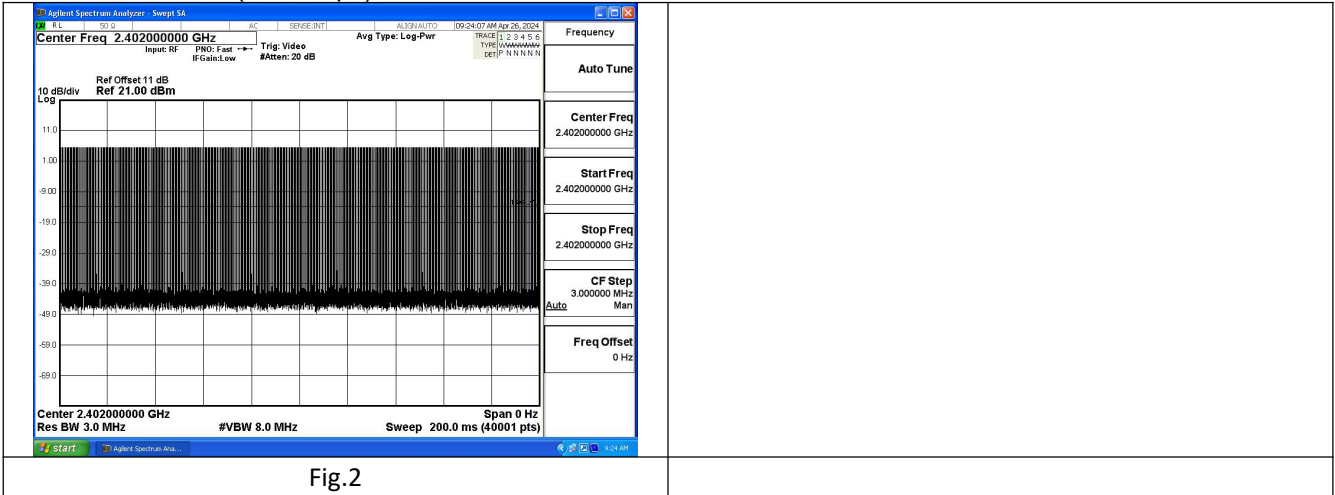 Agilent Spectrum Analyzer - Swept SA
RL 50 Ω AC SENSE:INT ALIGN AUTO 09:24:07 AM Apr 26, 2024
Center Freq 2.402000000 GHz
Input: RF PNO: Fast
IFGain:Low
Trig: Video
#Atten: 20 dB
Avg Type: Log-Pwr
TRACE 1 2 3 4 5 6
TYPE
DET P N N N N N
Frequency
Auto Tune
Ref Offset 11 dB
10 dB/div Ref 21.00 dBm
Log
11.0
1.00
-9.00
-19.0
-29.0
-39.0
-49.0
-59.0
-69.0
Center Freq
2.402000000 GHz
Start Freq
2.402000000 GHz
Stop Freq
2.402000000 GHz
CF Step
3.000000 MHz
Auto Man
Freq Offset
0 Hz
Center 2.402000000 GHz Span 0 Hz
Res BW 3.0 MHz #VBW 8.0 MHz Sweep 200.0 ms (40001 pts)
start Agilent Spectrum Ana... 9:24 AM
Fig.2